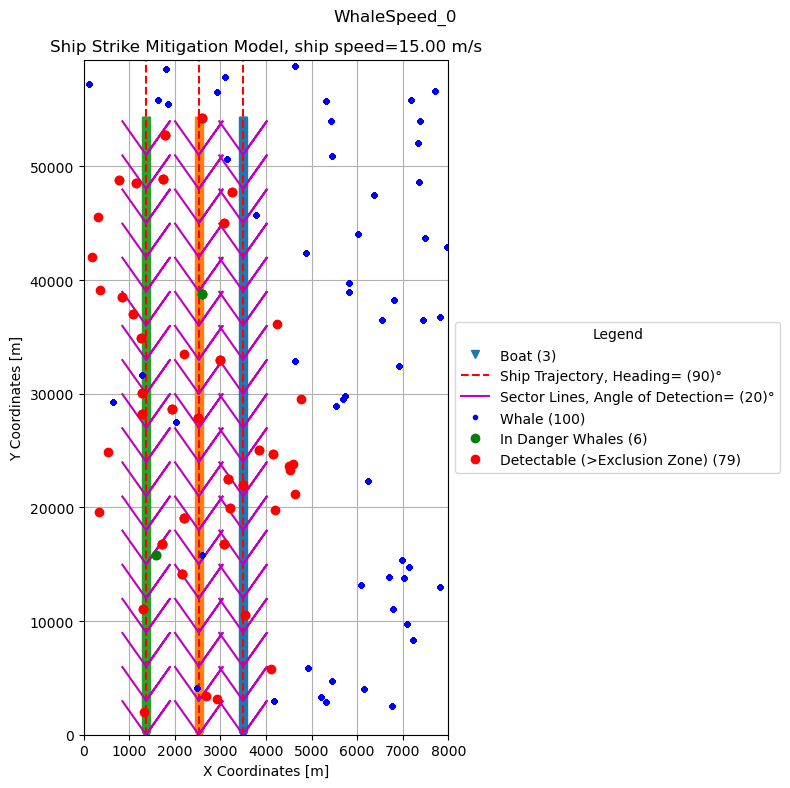 WhaleSpeed_0
Ship Strike Mitigation Model, ship speed=15.00 m/s
50000
40000
30000
20000
10000
0
Y Coordinates [m]
0 1000 2000 3000 4000 5000 6000 7000 8000
X Coordinates [m]
Legend
Boat (3)
Ship Trajectory, Heading= (90)°
Sector Lines, Angle of Detection= (20)°
Whale (100)
In Danger Whales (6)
Detectable (>Exclusion Zone) (79)